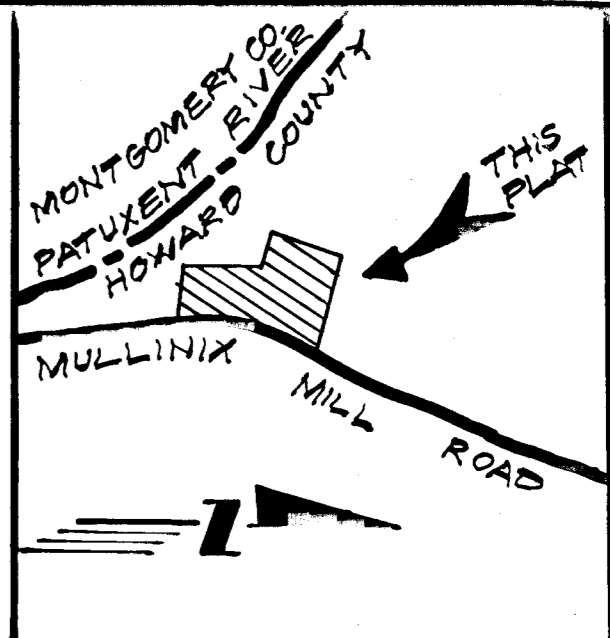 MONTGOMERY CO.
PATUXENT RIVER
HOWARD COUNTY
THIS
PLAT
MULLINIX MILL ROAD
N